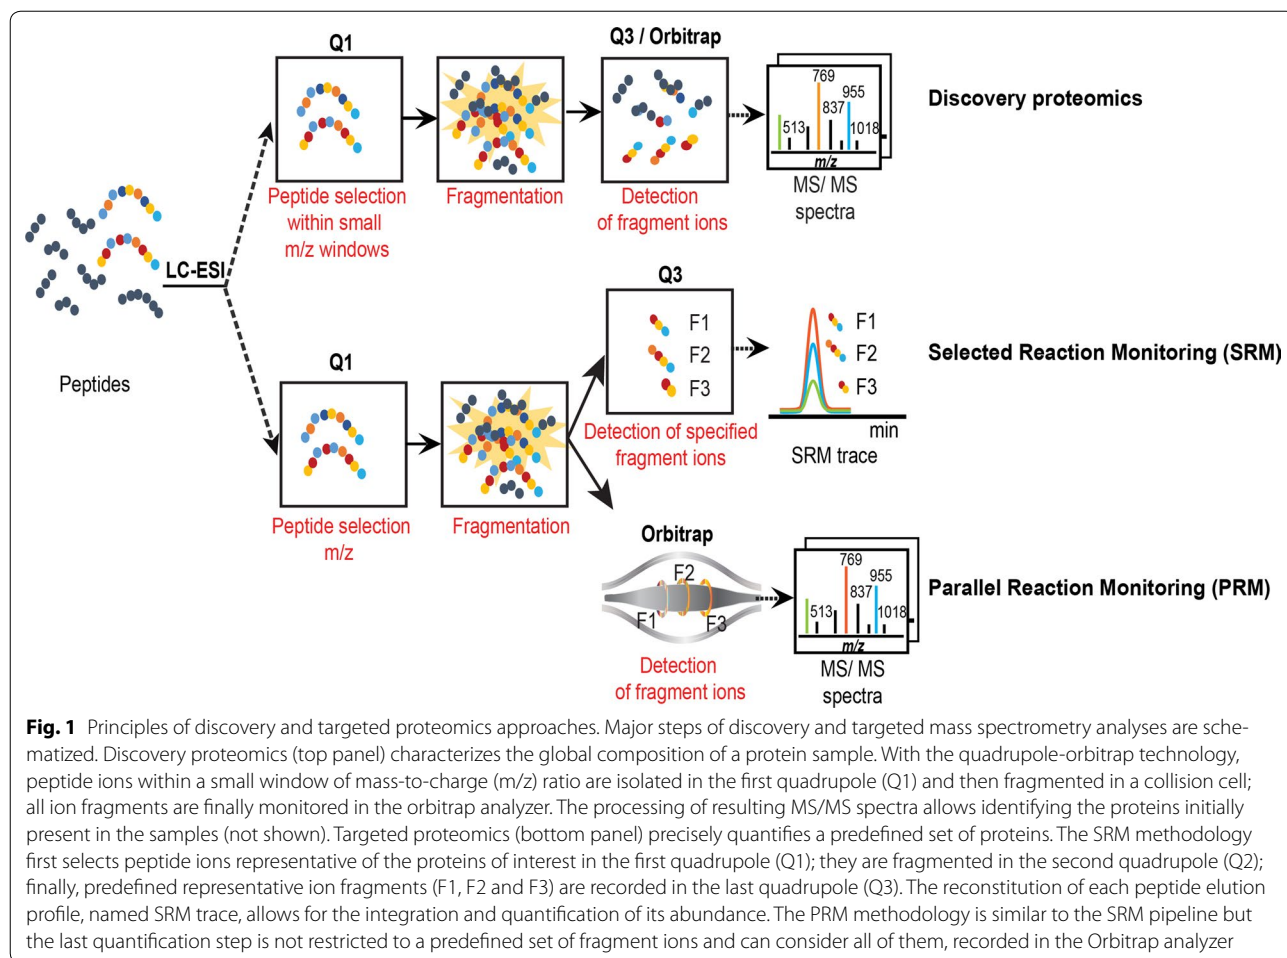 Q1
Q3 / Orbitrap
769
955
837
513
1018
m/z
Discovery proteomics
Peptide selection
within small
m/z windows
Fragmentation
Detection
of fragment ions
MS/ MS
spectra
LC-ESI
Peptides
Q1
Q3
F1
F2
F3
F1
F2
F3
min
Selected Reaction Monitoring (SRM)
Detection of specified
fragment ions
SRM trace
Peptide selection
m/z
Fragmentation
Orbitrap
F2
F1
F3
769
955
837
513
1018
m/z
Parallel Reaction Monitoring (PRM)
Detection
of fragment ions
MS/ MS
spectra
Fig. 1 Principles of discovery and targeted proteomics approaches. Major steps of discovery and targeted mass spectrometry analyses are sche-
matized. Discovery proteomics (top panel) characterizes the global composition of a protein sample. With the quadrupole-orbitrap technology,
peptide ions within a small window of mass-to-charge (m/z) ratio are isolated in the first quadrupole (Q1) and then fragmented in a collision cell;
all ion fragments are finally monitored in the orbitrap analyzer. The processing of resulting MS/MS spectra allows identifying the proteins initially
present in the samples (not shown). Targeted proteomics (bottom panel) precisely quantifies a predefined set of proteins. The SRM methodology
first selects peptide ions representative of the proteins of interest in the first quadrupole (Q1); they are fragmented in the second quadrupole (Q2);
finally, predefined representative ion fragments (F1, F2 and F3) are recorded in the last quadrupole (Q3). The reconstitution of each peptide elution
profile, named SRM trace, allows for the integration and quantification of its abundance. The PRM methodology is similar to the SRM pipeline but
the last quantification step is not restricted to a predefined set of fragment ions and can consider all of them, recorded in the Orbitrap analyzer